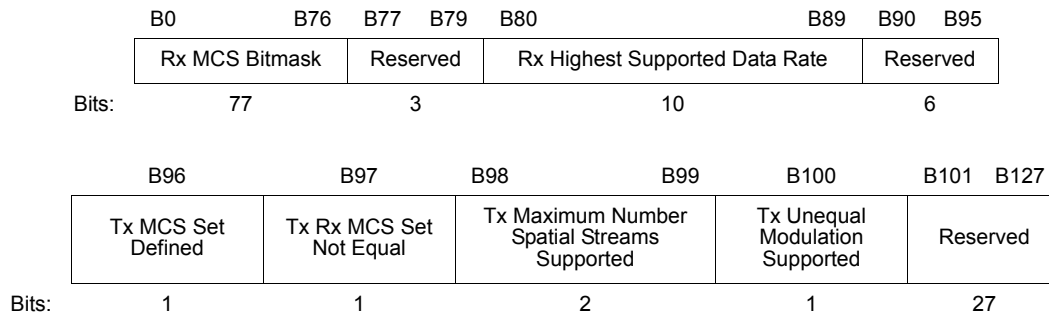 B0 B76 B77 B79 B80 B89 B90 B95
Rx MCS Bitmask Reserved Rx Highest Supported Data Rate Reserved
Bits: 77 3 10 6
B96 B97 B98 B99 B100 B101 B127
Tx MCS Set
Defined
Tx Rx MCS Set
Not Equal
Tx Maximum Number
Spatial Streams
Supported
Tx Unequal
Modulation
Supported
Reserved
Bits: 1 1 2 1 27